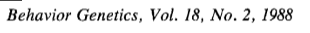 Behavior Genetics, Vol. 18, No. 2, 1988